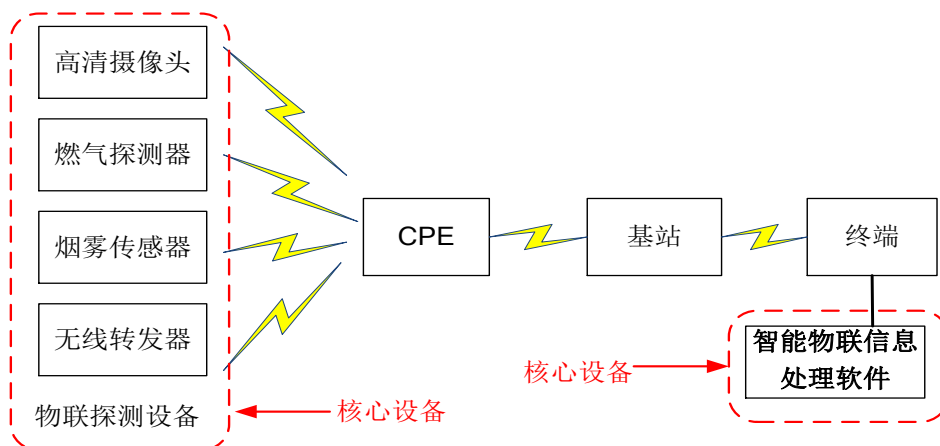 高清摄像头
燃气探测器
烟雾传感器
无线转发器
物联探测设备
核心设备
CPE
基站
终端
智能物联信息
处理软件
核心设备